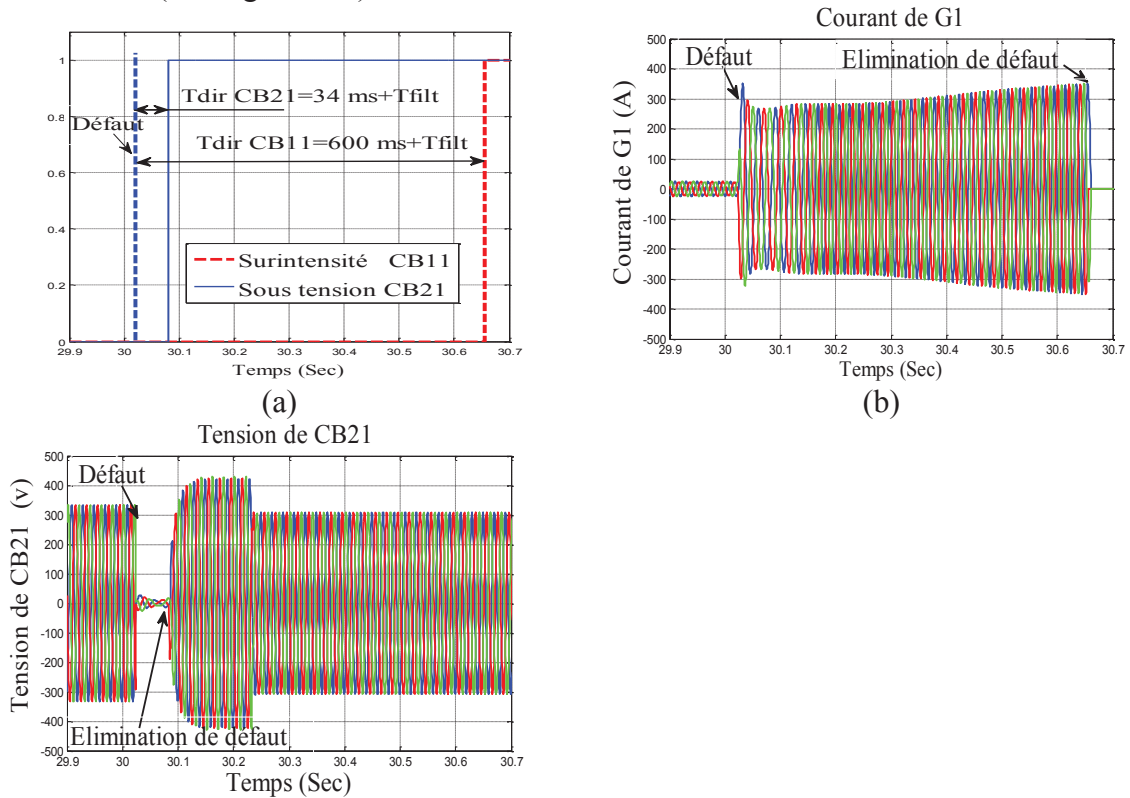 Courant de G1
1
0.8
0.6
0.4
0.2
0
Tdir CB21=34 ms+Tfilt
Défaut
Tdir CB11=600 ms+Tfilt
Surintensité CB11
Sous tension CB21
29.9 30 30.1 30.2 30.3 30.4 30.5 30.6 30.7
Temps (Sec)
(a)
Courant de G1 (A)
500
400
300
200
100
0
-100
-200
-300
-400
-500
Défaut
Elimination de défaut
29.9 30 30.1 30.2 30.3 30.4 30.5 30.6 30.7
Temps (Sec)
(b)
Tension de CB21
Tension de CB21 (v)
500
400
300
200
100
0
-100
-200
-300
-400
-500
Défaut
Elimination de défaut
29.9 30 30.1 30.2 30.3 30.4 30.5 30.6 30.7
Temps (Sec)